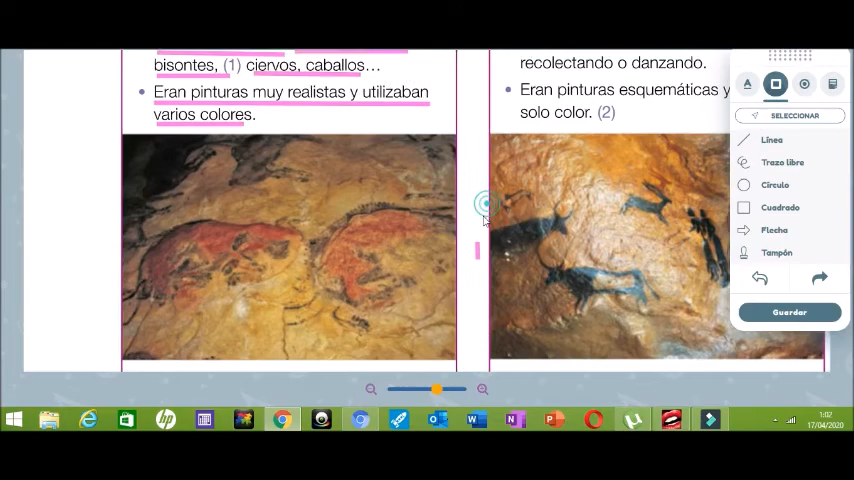 bisontes, (1) ciervos, caballos...
• Eran pinturas muy realistas y utilizaban
varios colores.
recolectando o danzando.
• Eran pinturas esquemáticas y
solo color. (2)
A
SELECCIONAR
Línea
Trazo libre
Círculo
Cuadrado
Flecha
Tampón
Guardar
1:02
17/04/2020